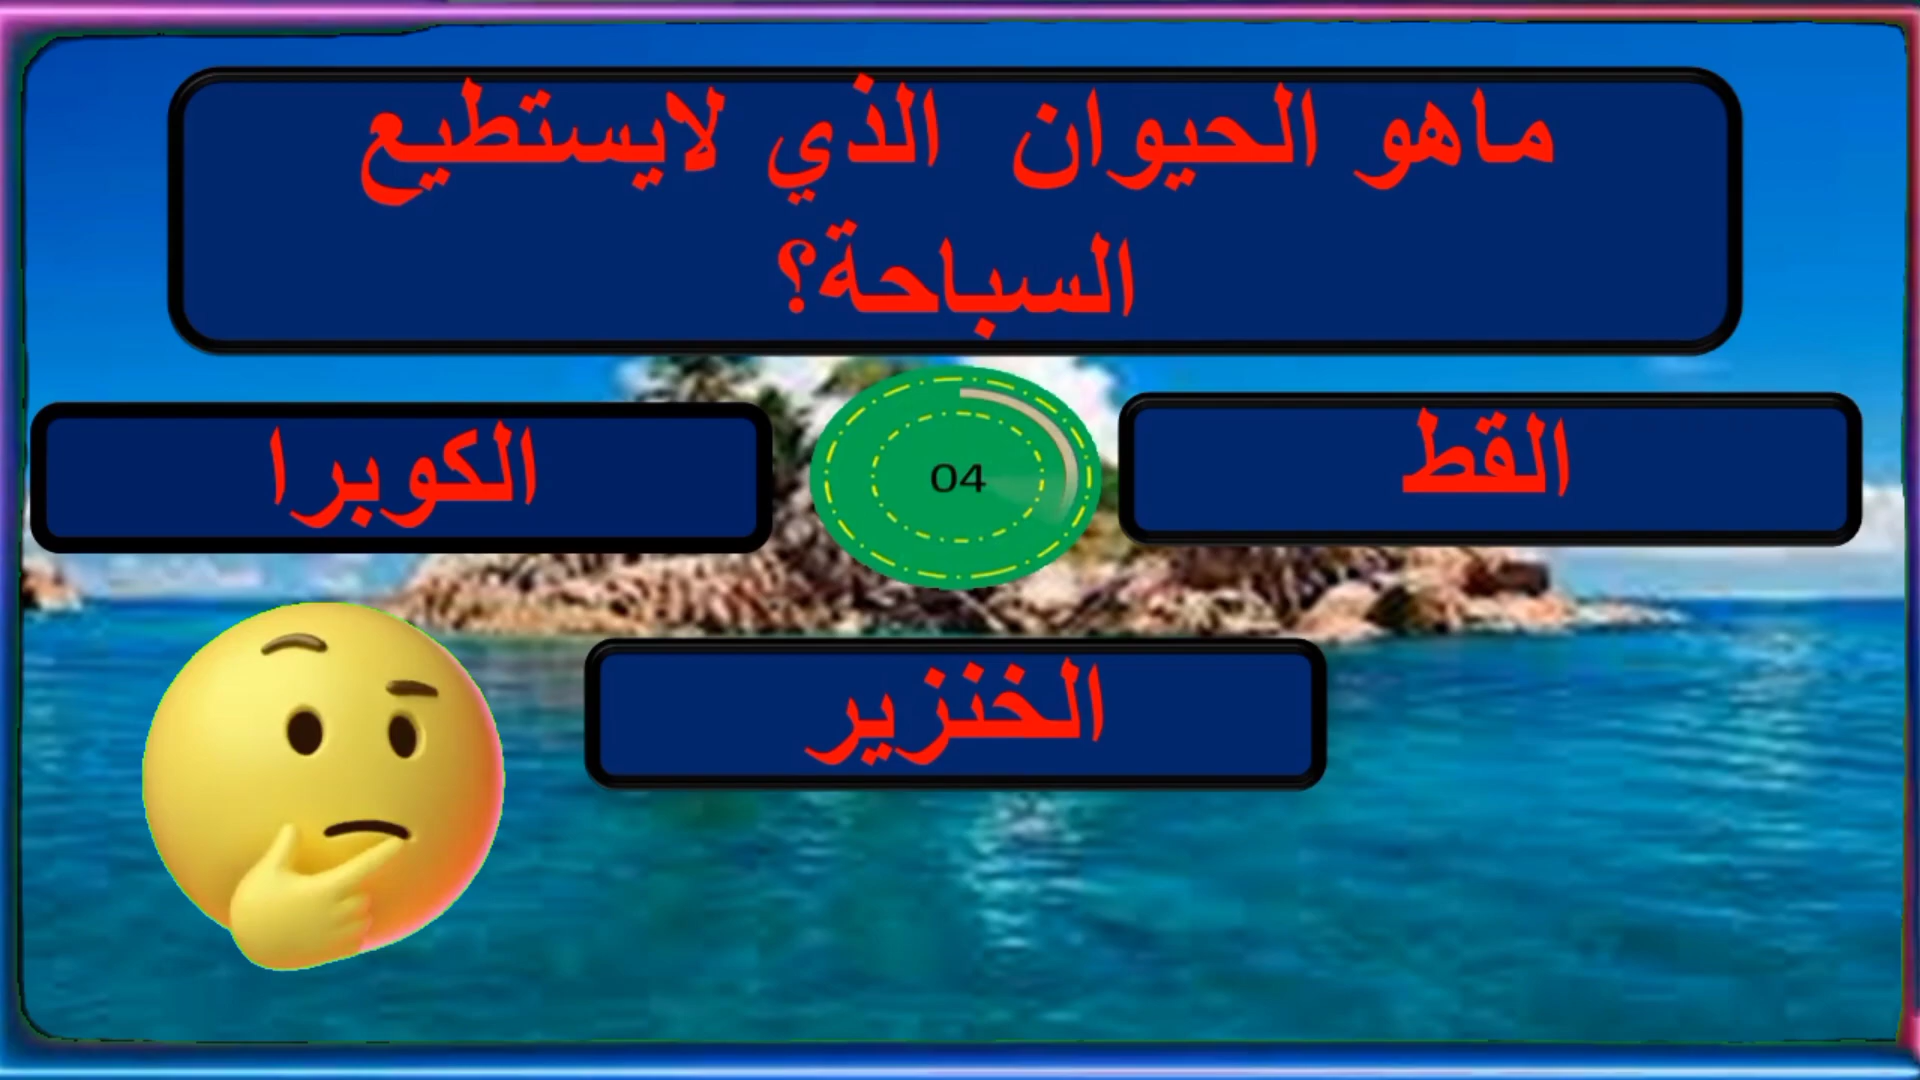 ماهو الحيوان الذي لايستطيع
السباحة؟
القط
04
الكوبرا
الخنزير